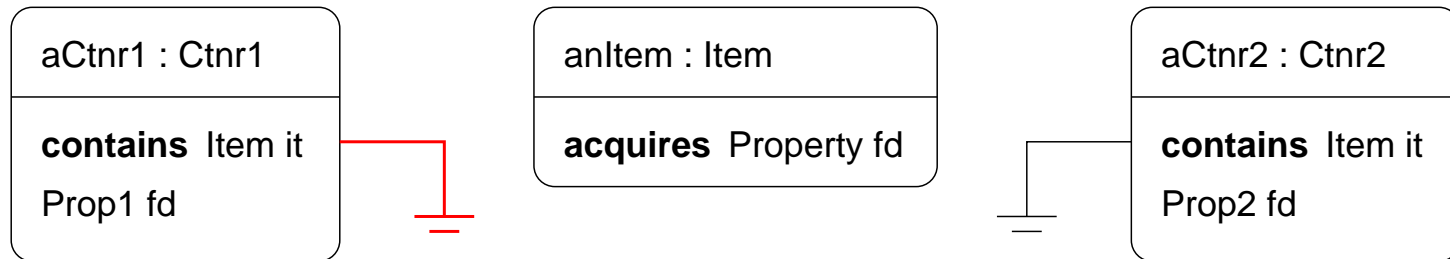 aCtnr1 : Ctnr1
contains Item it
Prop1 fd
anItem : Item
acquires Property fd
aCtnr2 : Ctnr2
contains Item it
Prop2 fd